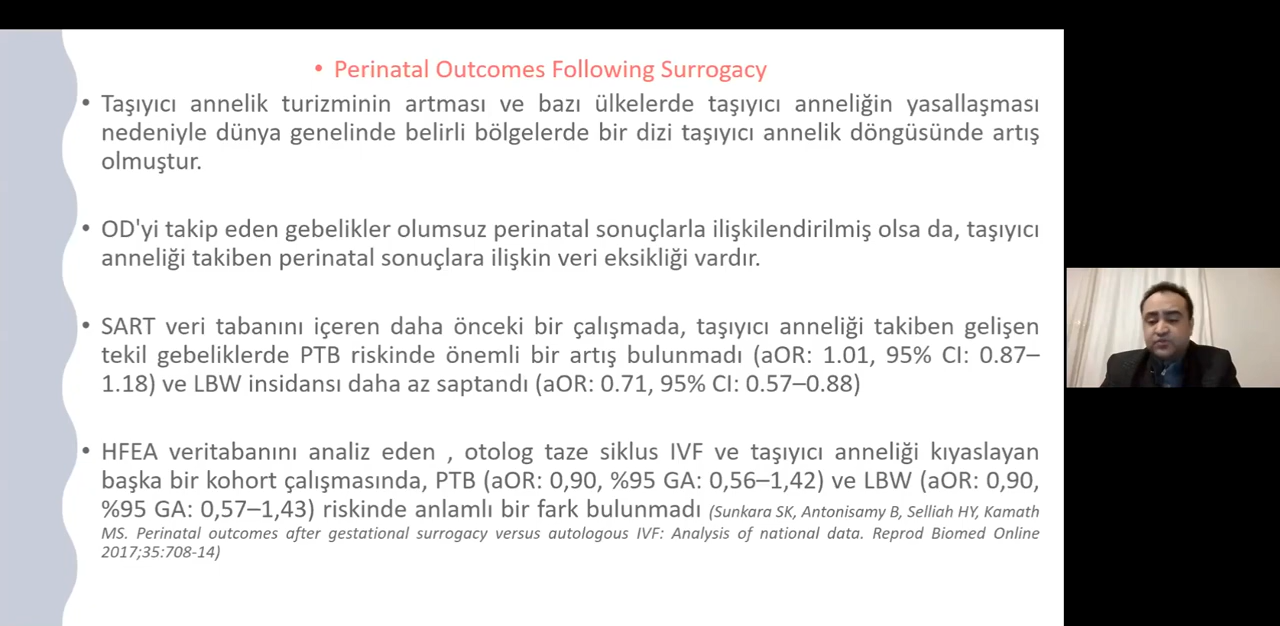 • Perinatal Outcomes Following Surrogacy
• Taşıyıcı annelik turizminin artması ve bazı ülkelerde taşıyıcı anneliğin yasallaşması
nedeniyle dünya genelinde belirli bölgelerde bir dizi taşıyıcı annelik döngüsünde artış
olmuştur.
• OD'yi takip eden gebelikler olumsuz perinatal sonuçlarla ilişkilendirilmiş olsa da, taşıyıcı
anneliği takiben perinatal sonuçlara ilişkin veri eksikliği vardır.
• SART veri tabanını içeren daha önceki bir çalışmada, taşıyıcı anneliği takiben gelişen
tekil gebeliklerde PTB riskinde önemli bir artış bulunmadı (aOR: 1.01, 95% CI: 0.87–
1.18) ve LBW insidansı daha az saptandı (aOR: 0.71, 95% CI: 0.57–0.88)
• HFEA veritabanını analiz eden , otolog taze siklus IVF ve taşıyıcı anneliği kıyaslayan
başka bir kohort çalışmasında, PTB (aOR: 0,90, %95 GA: 0,56–1,42) ve LBW (aOR: 0,90,
%95 GA: 0,57–1,43) riskinde anlamlı bir fark bulunmadı (Sunkara SK, Antonisamy B, Selliah HY, Kamath
MS. Perinatal outcomes after gestational surrogacy versus autologous IVF: Analysis of national data. Reprod Biomed Online
2017;35:708-14)